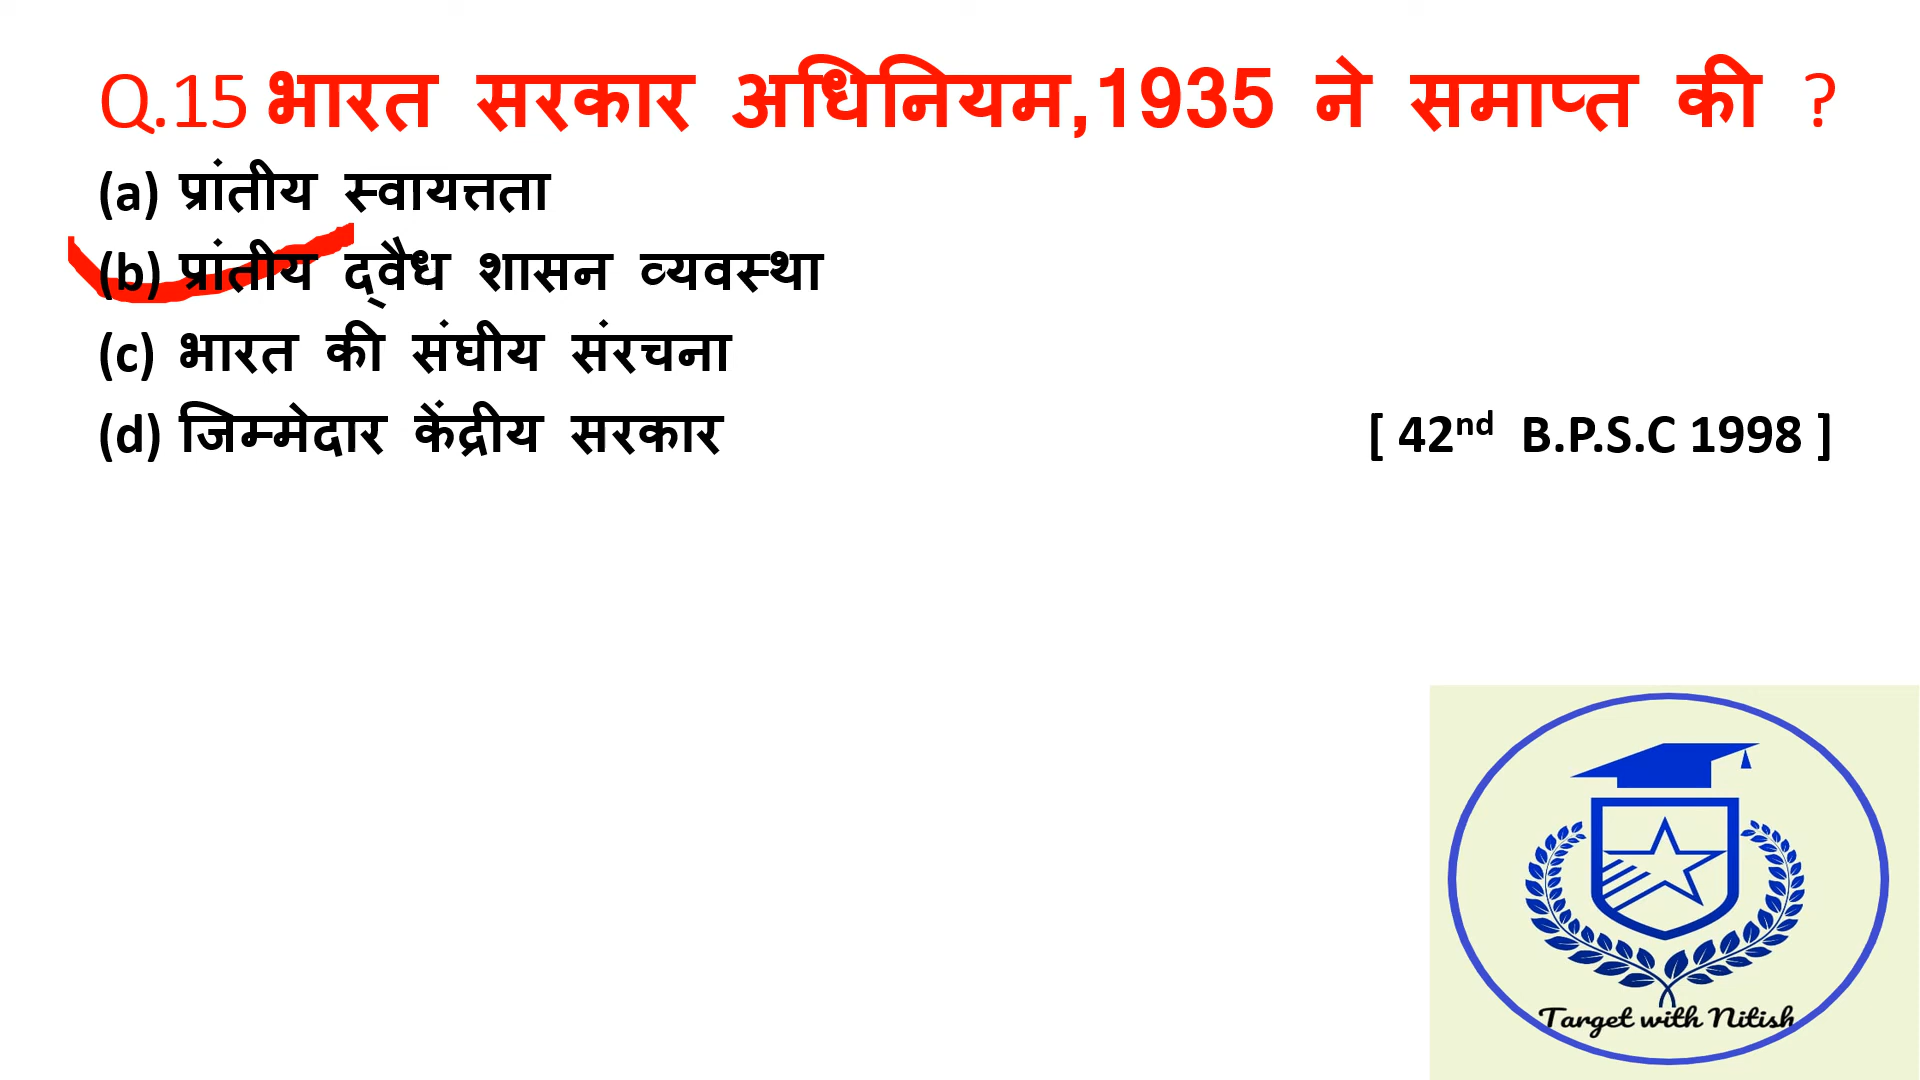 Q.15 भारत सरकार अधिनियम,1935 ने समाप्त की ?
(a) प्रांतीय स्वायत्तता
(b) प्रांतीय द्वैध शासन व्यवस्था
(c) भारत की संघीय संरचना
(d) जिम्मेदार केंद्रीय सरकार [ 42nd B.P.S.C 1998 ]
Target with Nitish